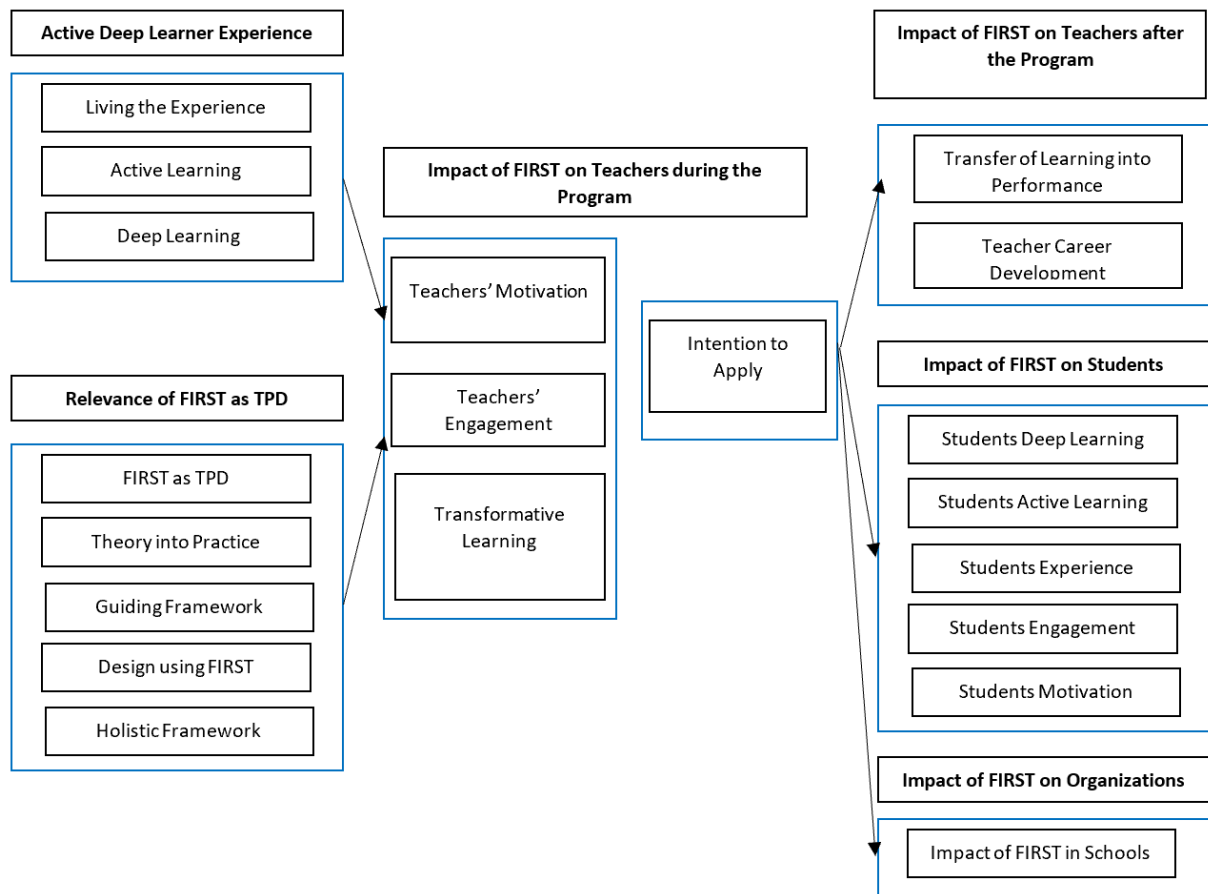 Active Deep Learner Experience
Living the Experience
Active Learning
Deep Learning
Relevance of FIRST as TPD
FIRST as TPD
Theory into Practice
Guiding Framework
Design using FIRST
Holistic Framework
Impact of FIRST on Teachers during the
Program
Teachers’ Motivation
Teachers’
Engagement
Transformative
Learning
Intention to
Apply
Impact of FIRST on Teachers after
the Program
Transfer of Learning into
Performance
Teacher Career
Development
Impact of FIRST on Students
Students Deep Learning
Students Active Learning
Students Experience
Students Engagement
Students Motivation
Impact of FIRST on Organizations
Impact of FIRST in Schools